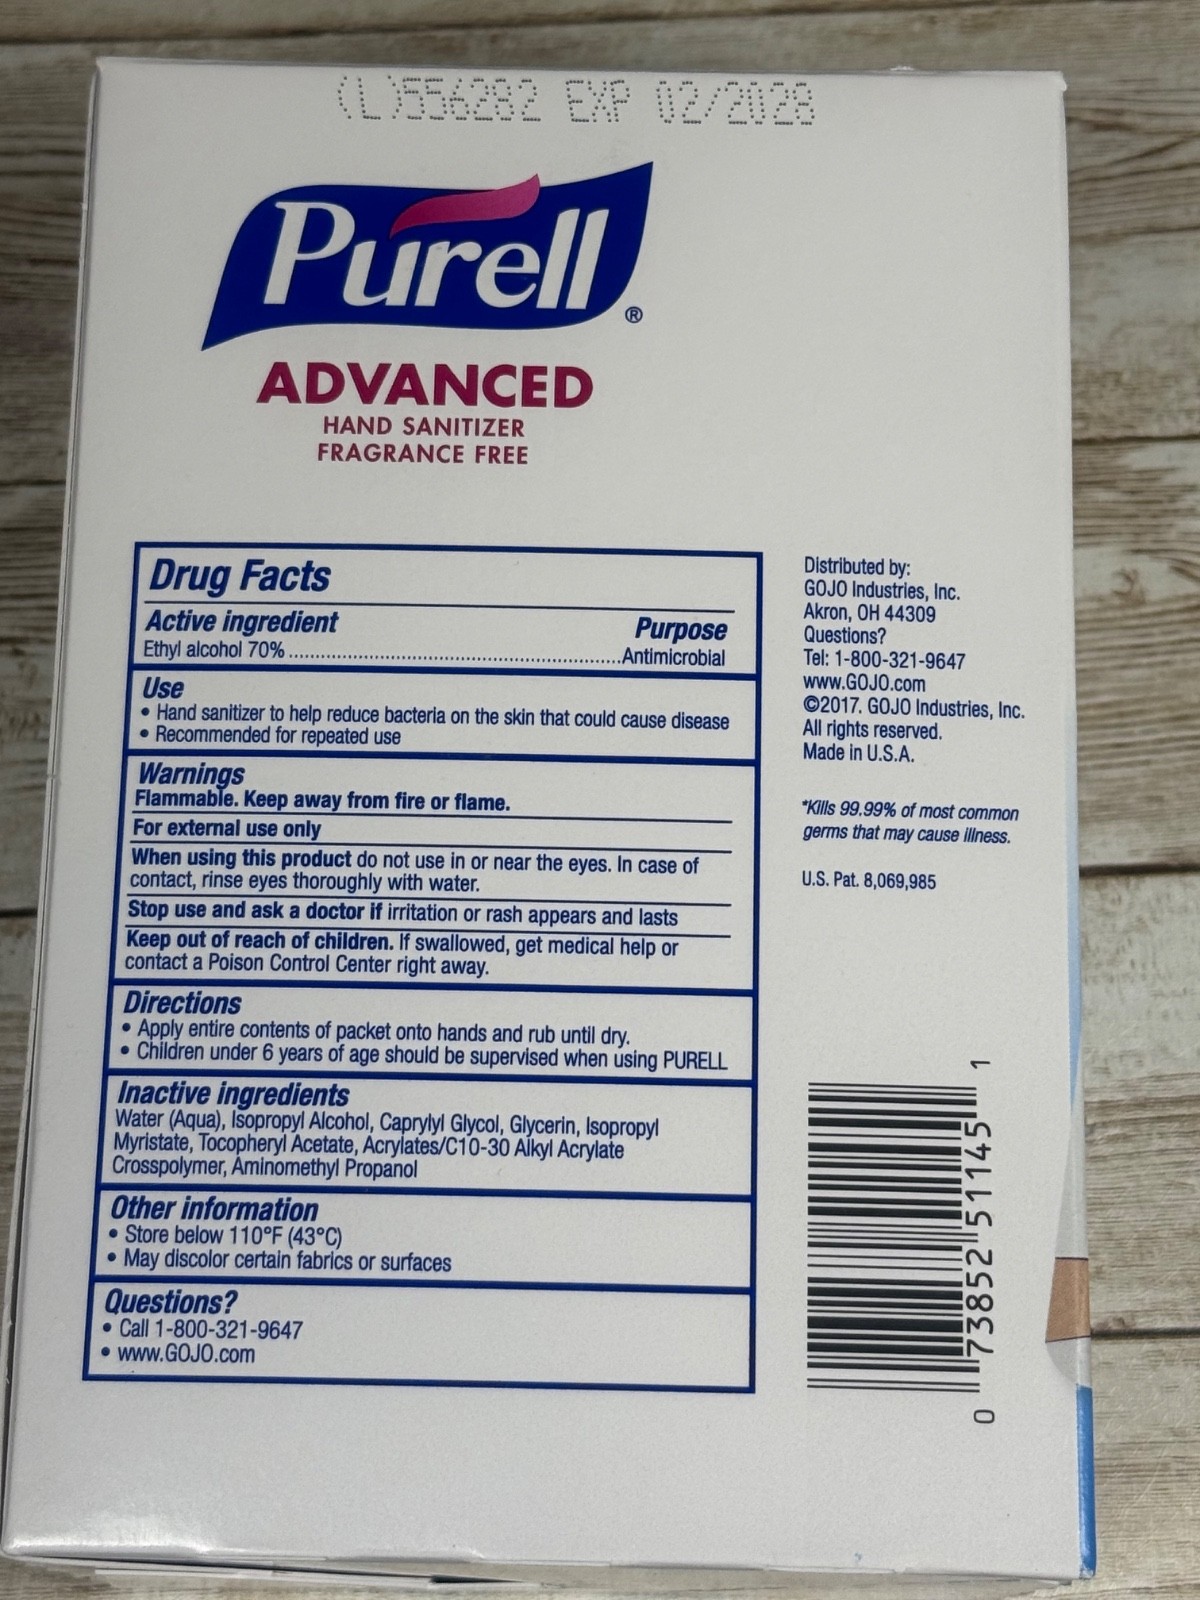 (L)556282 EXP 02/2028
Purell®
ADVANCED
HAND SANITIZER
FRAGRANCE FREE
Drug Facts
Active ingredient Purpose
Ethyl alcohol 70%....................................................................Antimicrobial
Use
• Hand sanitizer to help reduce bacteria on the skin that could cause disease
• Recommended for repeated use
Warnings
Flammable. Keep away from fire or flame.
For external use only
When using this product do not use in or near the eyes. In case of
contact, rinse eyes thoroughly with water.
Stop use and ask a doctor if irritation or rash appears and lasts
Keep out of reach of children. If swallowed, get medical help or
contact a Poison Control Center right away.
Directions
• Apply entire contents of packet onto hands and rub until dry.
• Children under 6 years of age should be supervised when using PURELL
Inactive ingredients
Water (Aqua), Isopropyl Alcohol, Caprylyl Glycol, Glycerin, Isopropyl
Myristate, Tocopheryl Acetate, Acrylates/C10-30 Alkyl Acrylate
Crosspolymer, Aminomethyl Propanol
Other information
• Store below 110°F (43°C)
• May discolor certain fabrics or surfaces
Questions?
• Call 1-800-321-9647
• www.GOJO.com
Distributed by:
GOJO Industries, Inc.
Akron, OH 44309
Questions?
Tel: 1-800-321-9647
www.GOJO.com
©2017. GOJO Industries, Inc.
All rights reserved.
Made in U.S.A.
*Kills 99.99% of most common
germs that may cause illness.
U.S. Pat. 8,069,985
0 73852 51145 1